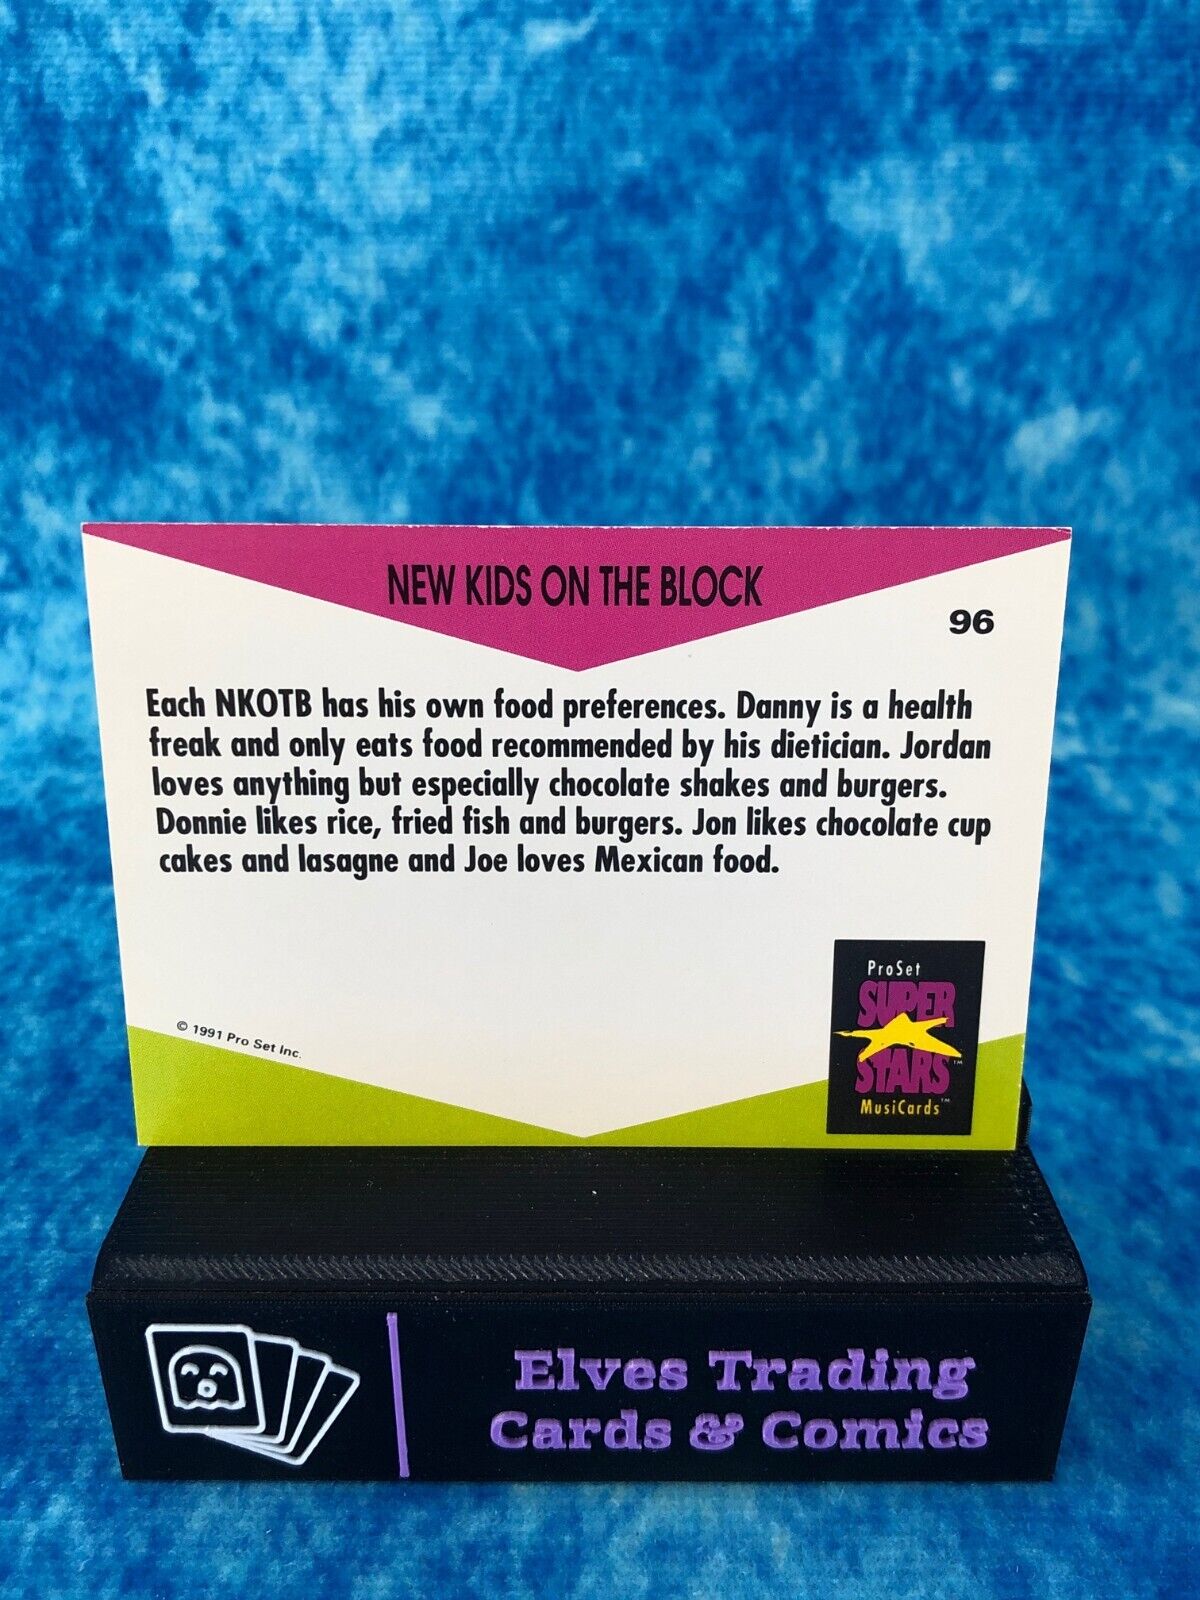 NEW KIDS ON THE BLOCK
96
Each NKOTB has his own food preferences. Danny is a health
freak and only eats food recommended by his dietician. Jordan
loves anything but especially chocolate shakes and burgers.
Donnie likes rice, fried fish and burgers. Jon likes chocolate cup
cakes and lasagne and Joe loves Mexican food.
© 1991 Pro Set Inc.
ProSet
SUPER
STARS™
MusiCards™
Elves Trading
Cards & Comics